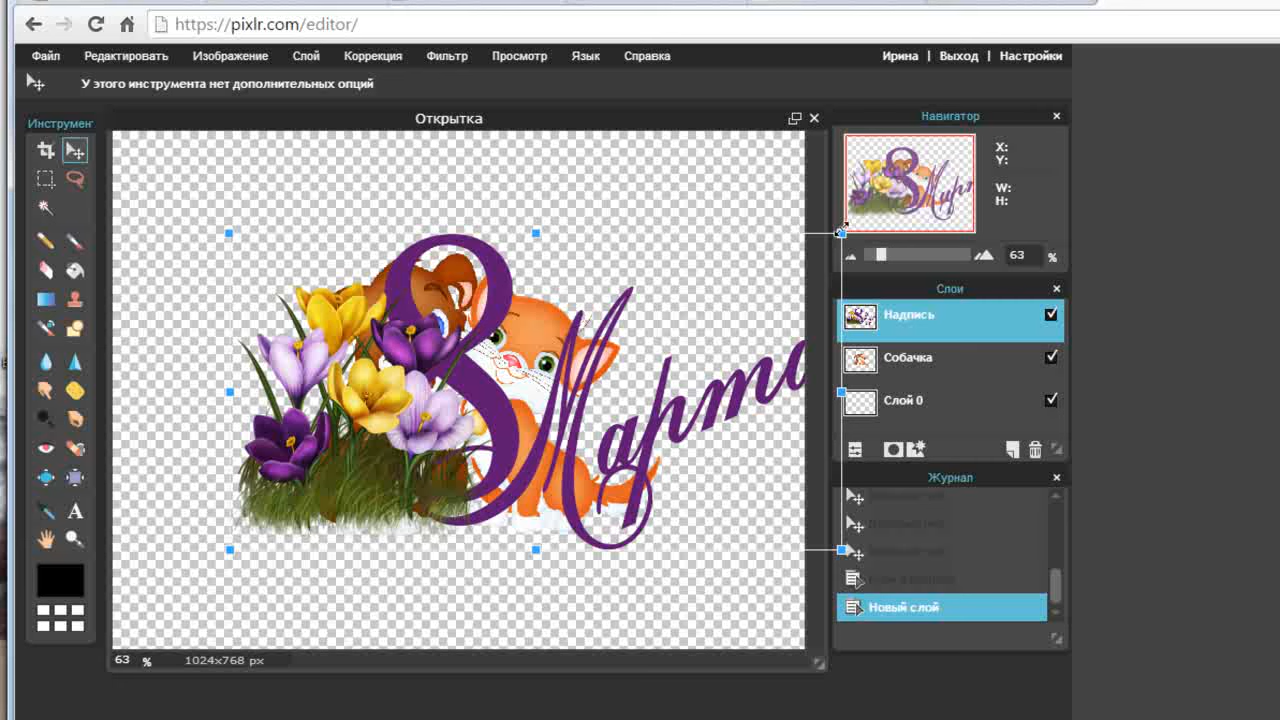 https://pixlr.com/editor/
Файл Редактировать Изображение Слой Коррекция Фильтр Просмотр Язык Справка Ирина | Выход | Настройки
У этого инструмента нет дополнительных опций
Инструмен
Открытка
Навигатор
X:
Y:
W:
H:
63 %
Слои
Надпись
Собачка
Слой 0
Журнал
Новый слой
8 Марта
63 % 1024x768 px